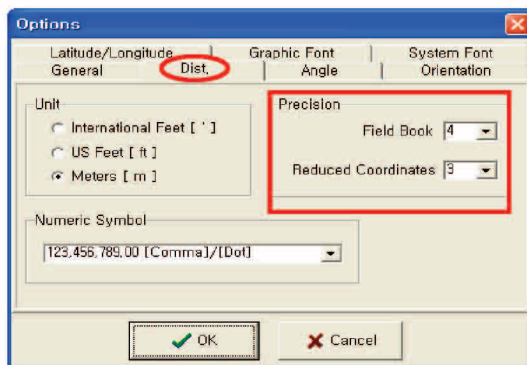 Options
Latitude/Longitude Graphic Font System Font
General Dist. Angle Orientation
Unit
International Feet [ ' ]
US Feet [ ft ]
Meters [ m ]
Precision
Field Book 4
Reduced Coordinates 3
Numeric Symbol
123,456,789.00 [Comma]/[Dot]
OK Cancel